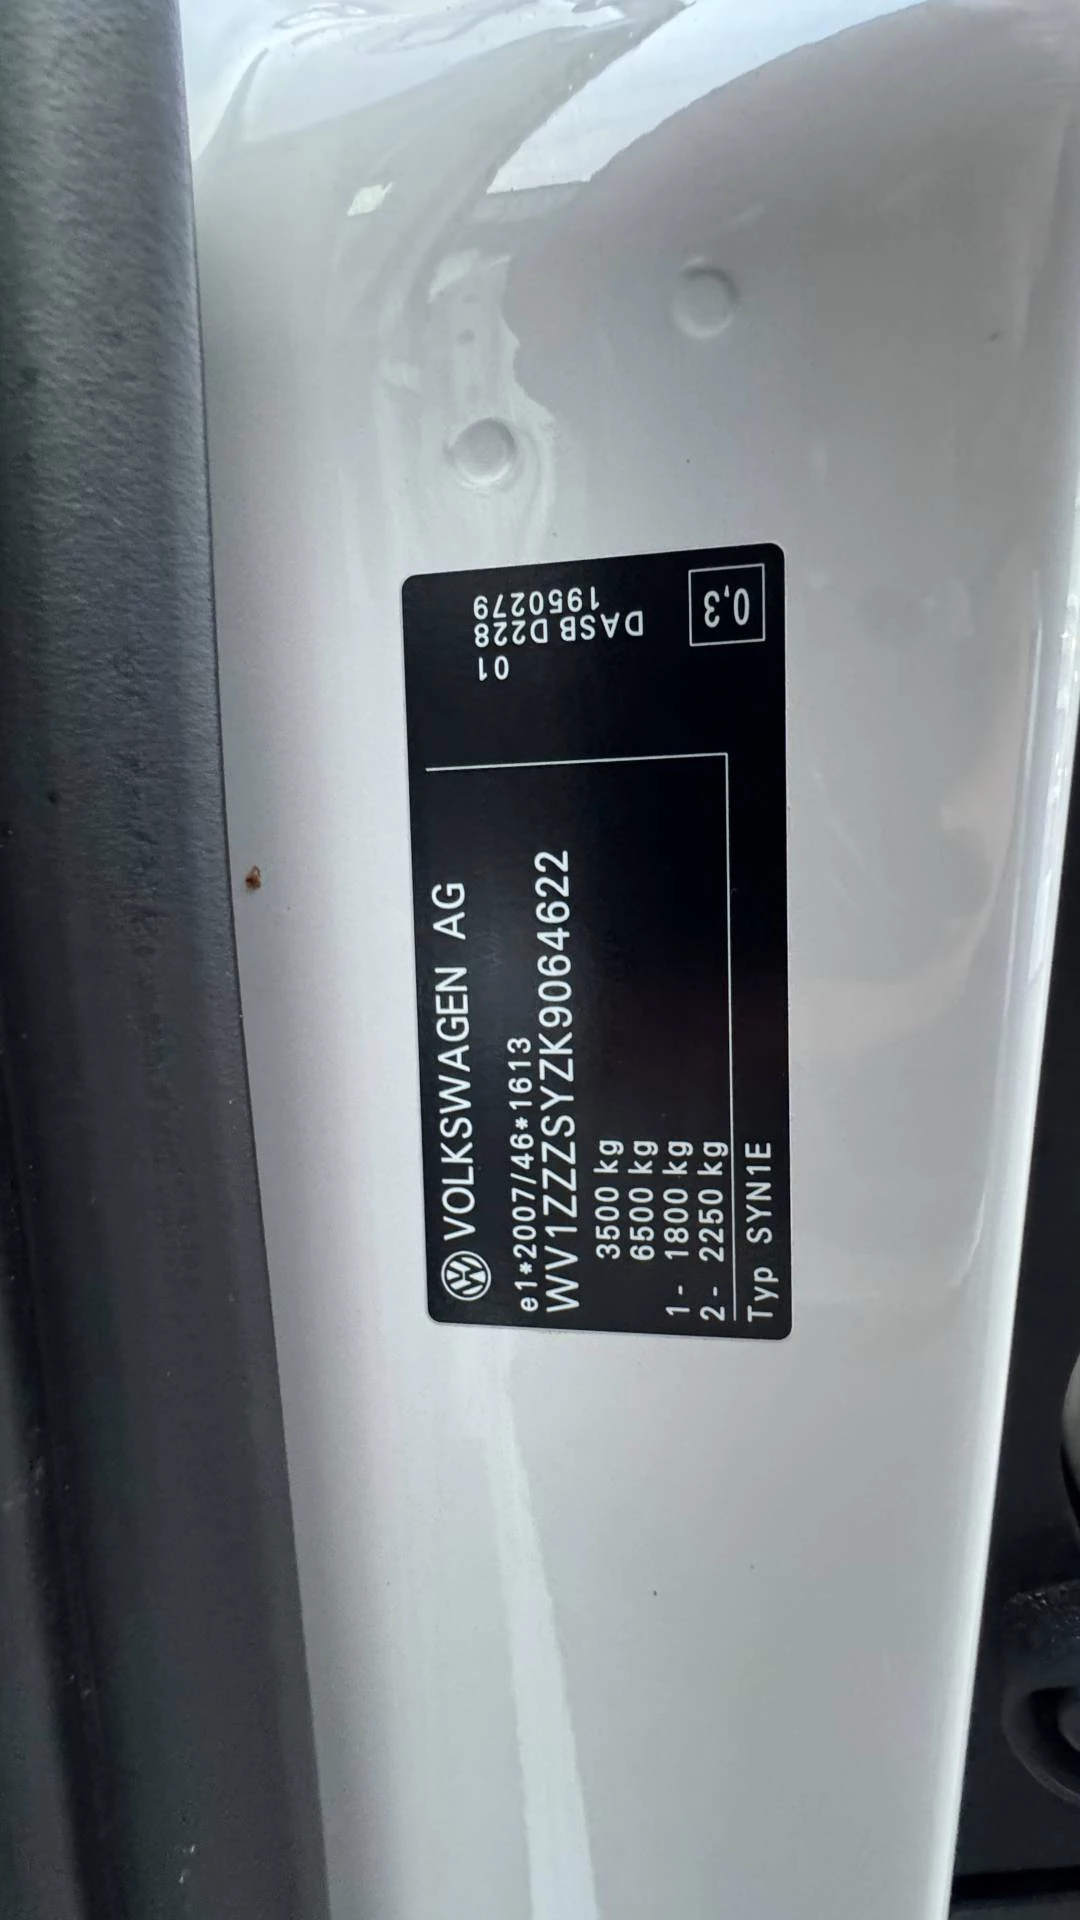 VOLKSWAGEN AG
e1*2007/46*1613
WV1ZZZSYZK9064622
3500 kg
6500 kg
1- 1800 kg
2- 2250 kg
Typ SYN1E
01
DASB D228
1950279
0,3